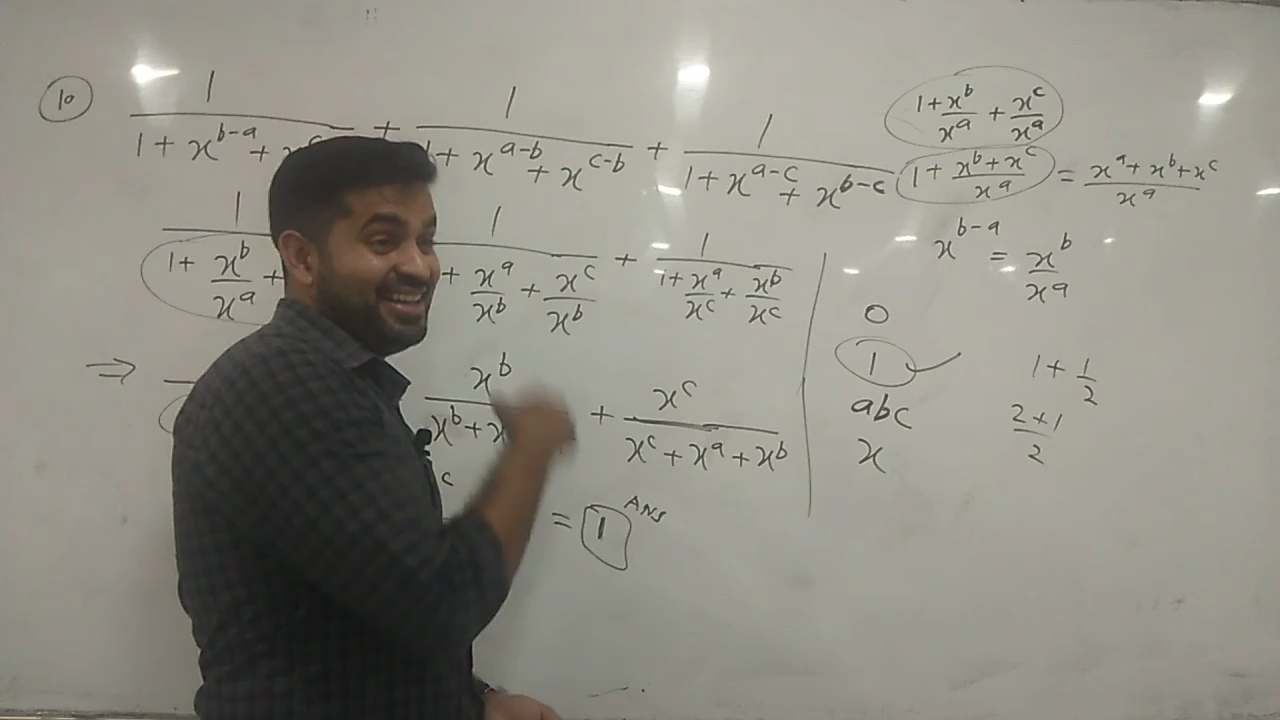 10
1 1 1
1 + x^{b-a} + x^{c} + + x^{a-b} + x^{c-b} + 1 + x^{a-c} + x^{b-c}
1 1 1
1 + x^b/x^a + + x^a/x^b + x^c/x^b + 1 + x^a/x^c + x^b/x^c
⇒ x^b + x^c
x^b + x x^c + x^a + x^b
c
= 1 ANS
1 + x^b/x^a + x^c/x^a
1 + (x^b + x^c)/x^a = (x^a + x^b + x^c)/x^a
x^{b-a} = x^b/x^a
0
1
abc
x
1 + 1/2
(2 + 1)/2